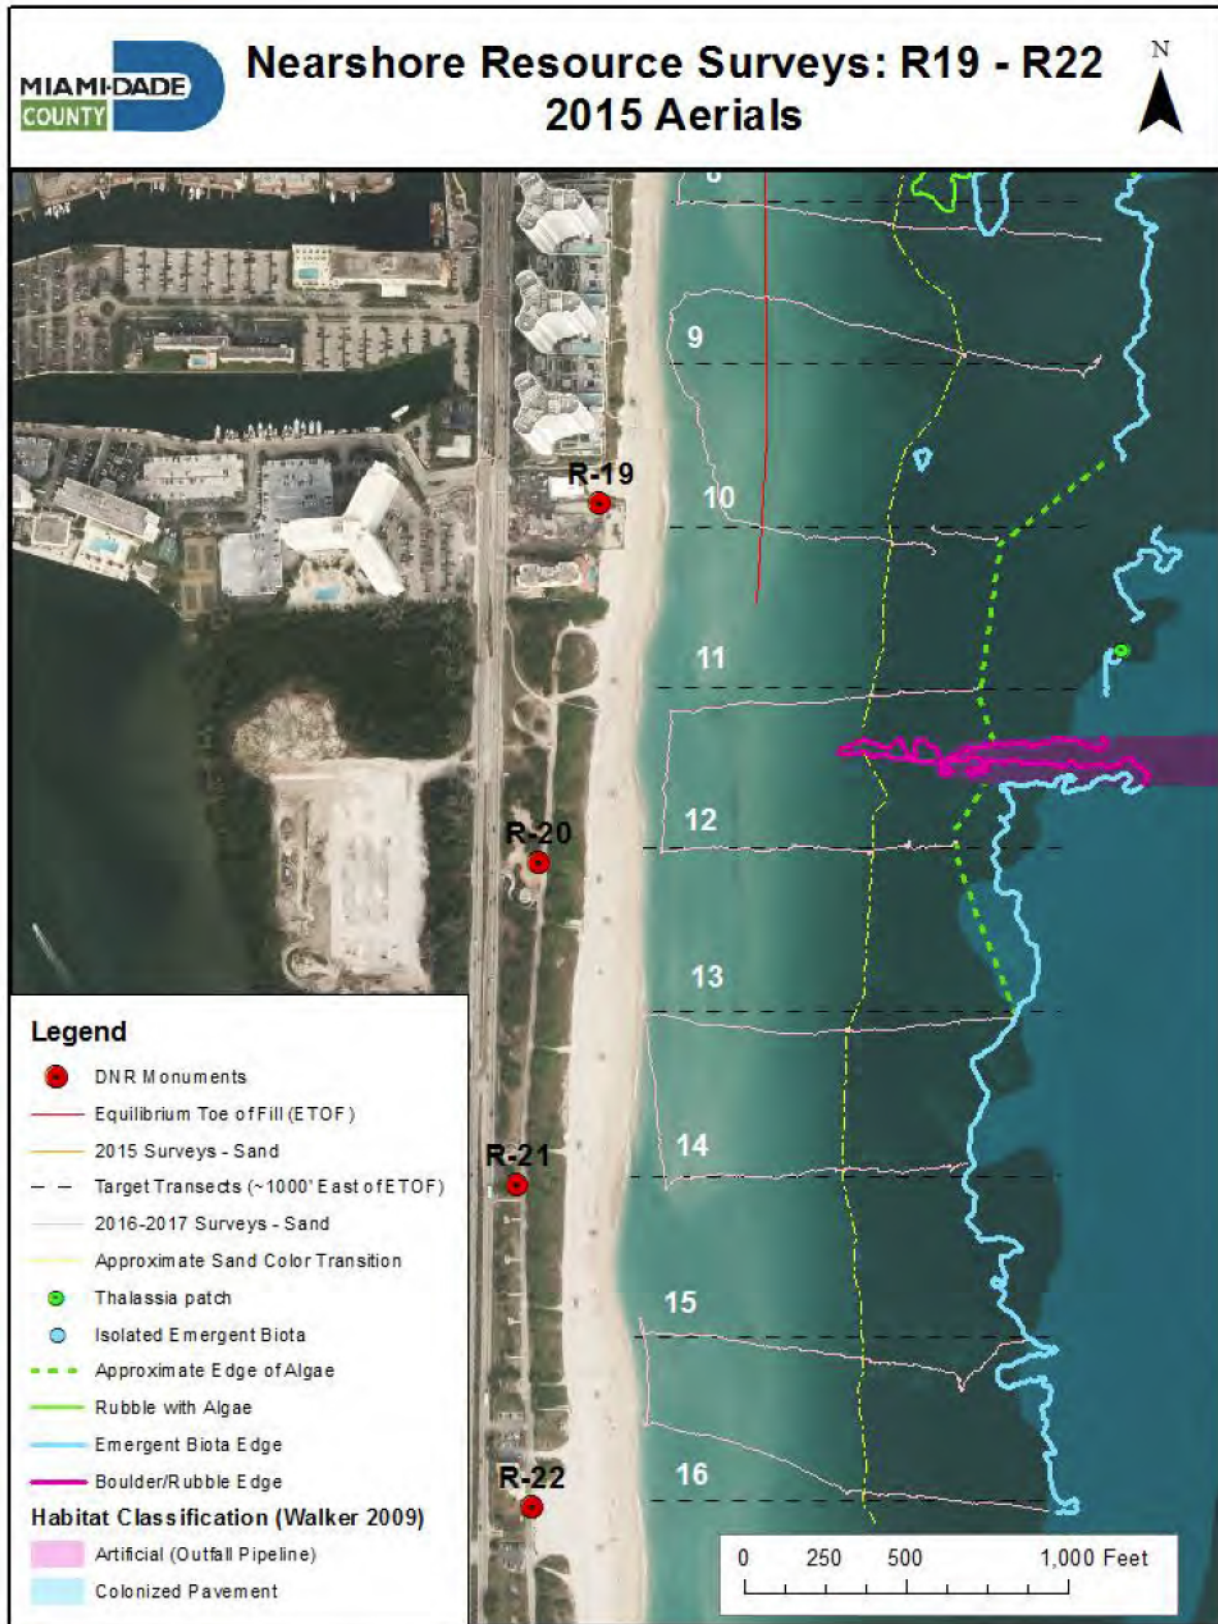 MIAMI-DADE
COUNTY
Nearshore Resource Surveys: R19 - R22
2015 Aerials
N
8
9
R-19
10
11
12
R-20
13
14
R-21
15
16
R-22
Legend
DNR Monuments
Equilibrium Toe of Fill (ETOF)
2015 Surveys - Sand
Target Transects (~1000' East of ETOF)
2016-2017 Surveys - Sand
Approximate Sand Color Transition
Thalassia patch
Isolated Emergent Biota
Approximate Edge of Algae
Rubble with Algae
Emergent Biota Edge
Boulder/Rubble Edge
Habitat Classification (Walker 2009)
Artificial (Outfall Pipeline)
Colonized Pavement
0 250 500 1,000 Feet